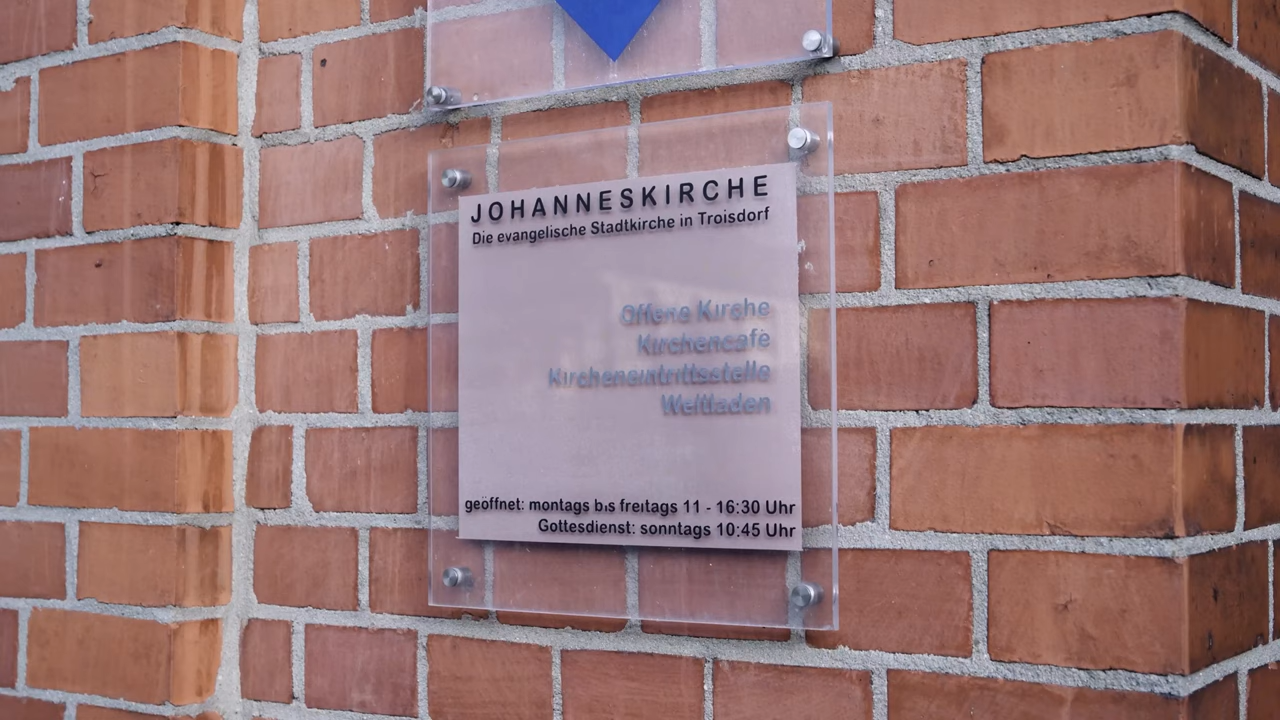 JOHANNESKIRCHE
Die evangelische Stadtkirche in Troisdorf
Offene Kirche
Kirchencafè
Kircheneintrittsstelle
Weltladen
geöffnet: montags bis freitags 11 - 16:30 Uhr
Gottesdienst: sonntags 10:45 Uhr